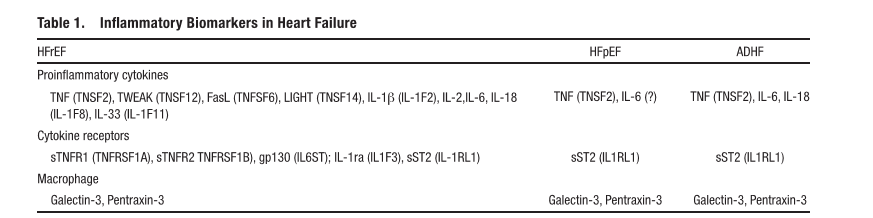 Table 1. Inflammatory Biomarkers in Heart Failure
HFrEF HFpEF ADHF
Proinflammatory cytokines
TNF (TNSF2), TWEAK (TNSF12), FasL (TNFSF6), LIGHT (TNSF14), IL-1β (IL-1F2), IL-2,IL-6, IL-18 TNF (TNSF2), IL-6 (?) TNF (TNSF2), IL-6, IL-18
(IL-1F8), IL-33 (IL-1F11)
Cytokine receptors
sTNFR1 (TNFRSF1A), sTNFR2 TNFRSF1B), gp130 (IL6ST); IL-1ra (IL1F3), sST2 (IL-1RL1) sST2 (IL1RL1) sST2 (IL1RL1)
Macrophage
Galectin-3, Pentraxin-3 Galectin-3, Pentraxin-3 Galectin-3, Pentraxin-3